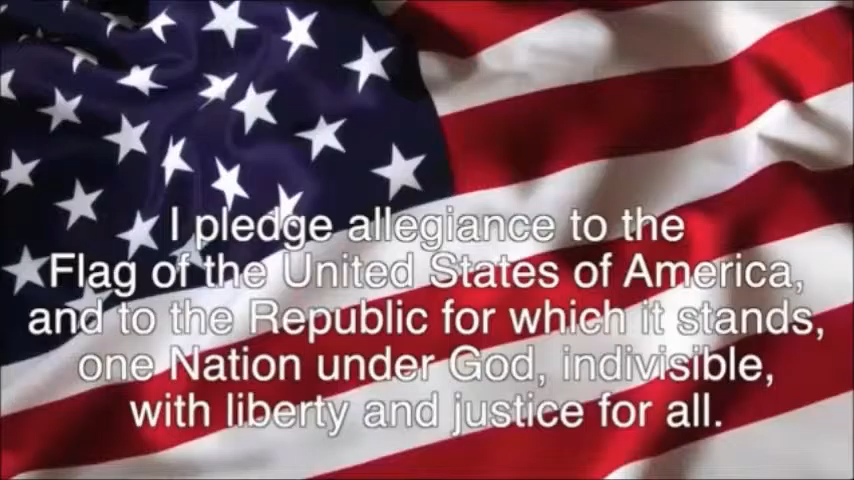 I pledge allegiance to the
Flag of the United States of America,
and to the Republic for which it stands,
one Nation under God, indivisible,
with liberty and justice for all.